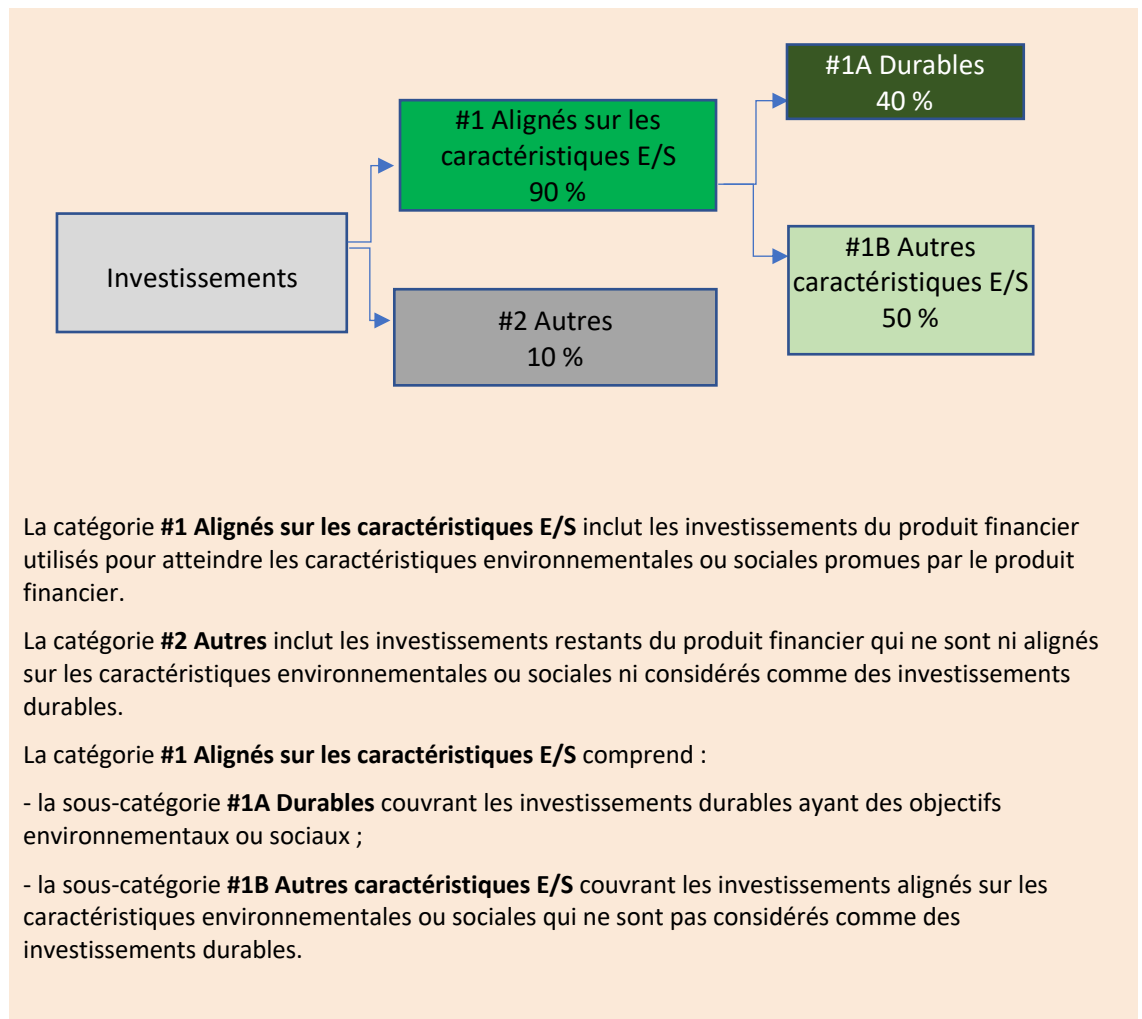 #1A Durables
40 %
#1 Alignés sur les
caractéristiques E/S
90 %
#1B Autres
caractéristiques E/S
50 %
Investissements
#2 Autres
10 %
La catégorie #1 Alignés sur les caractéristiques E/S inclut les investissements du produit financier
utilisés pour atteindre les caractéristiques environnementales ou sociales promues par le produit
financier.
La catégorie #2 Autres inclut les investissements restants du produit financier qui ne sont ni alignés
sur les caractéristiques environnementales ou sociales ni considérés comme des investissements
durables.
La catégorie #1 Alignés sur les caractéristiques E/S comprend :
- la sous-catégorie #1A Durables couvrant les investissements durables ayant des objectifs
environnementaux ou sociaux ;
- la sous-catégorie #1B Autres caractéristiques E/S couvrant les investissements alignés sur les
caractéristiques environnementales ou sociales qui ne sont pas considérés comme des
investissements durables.